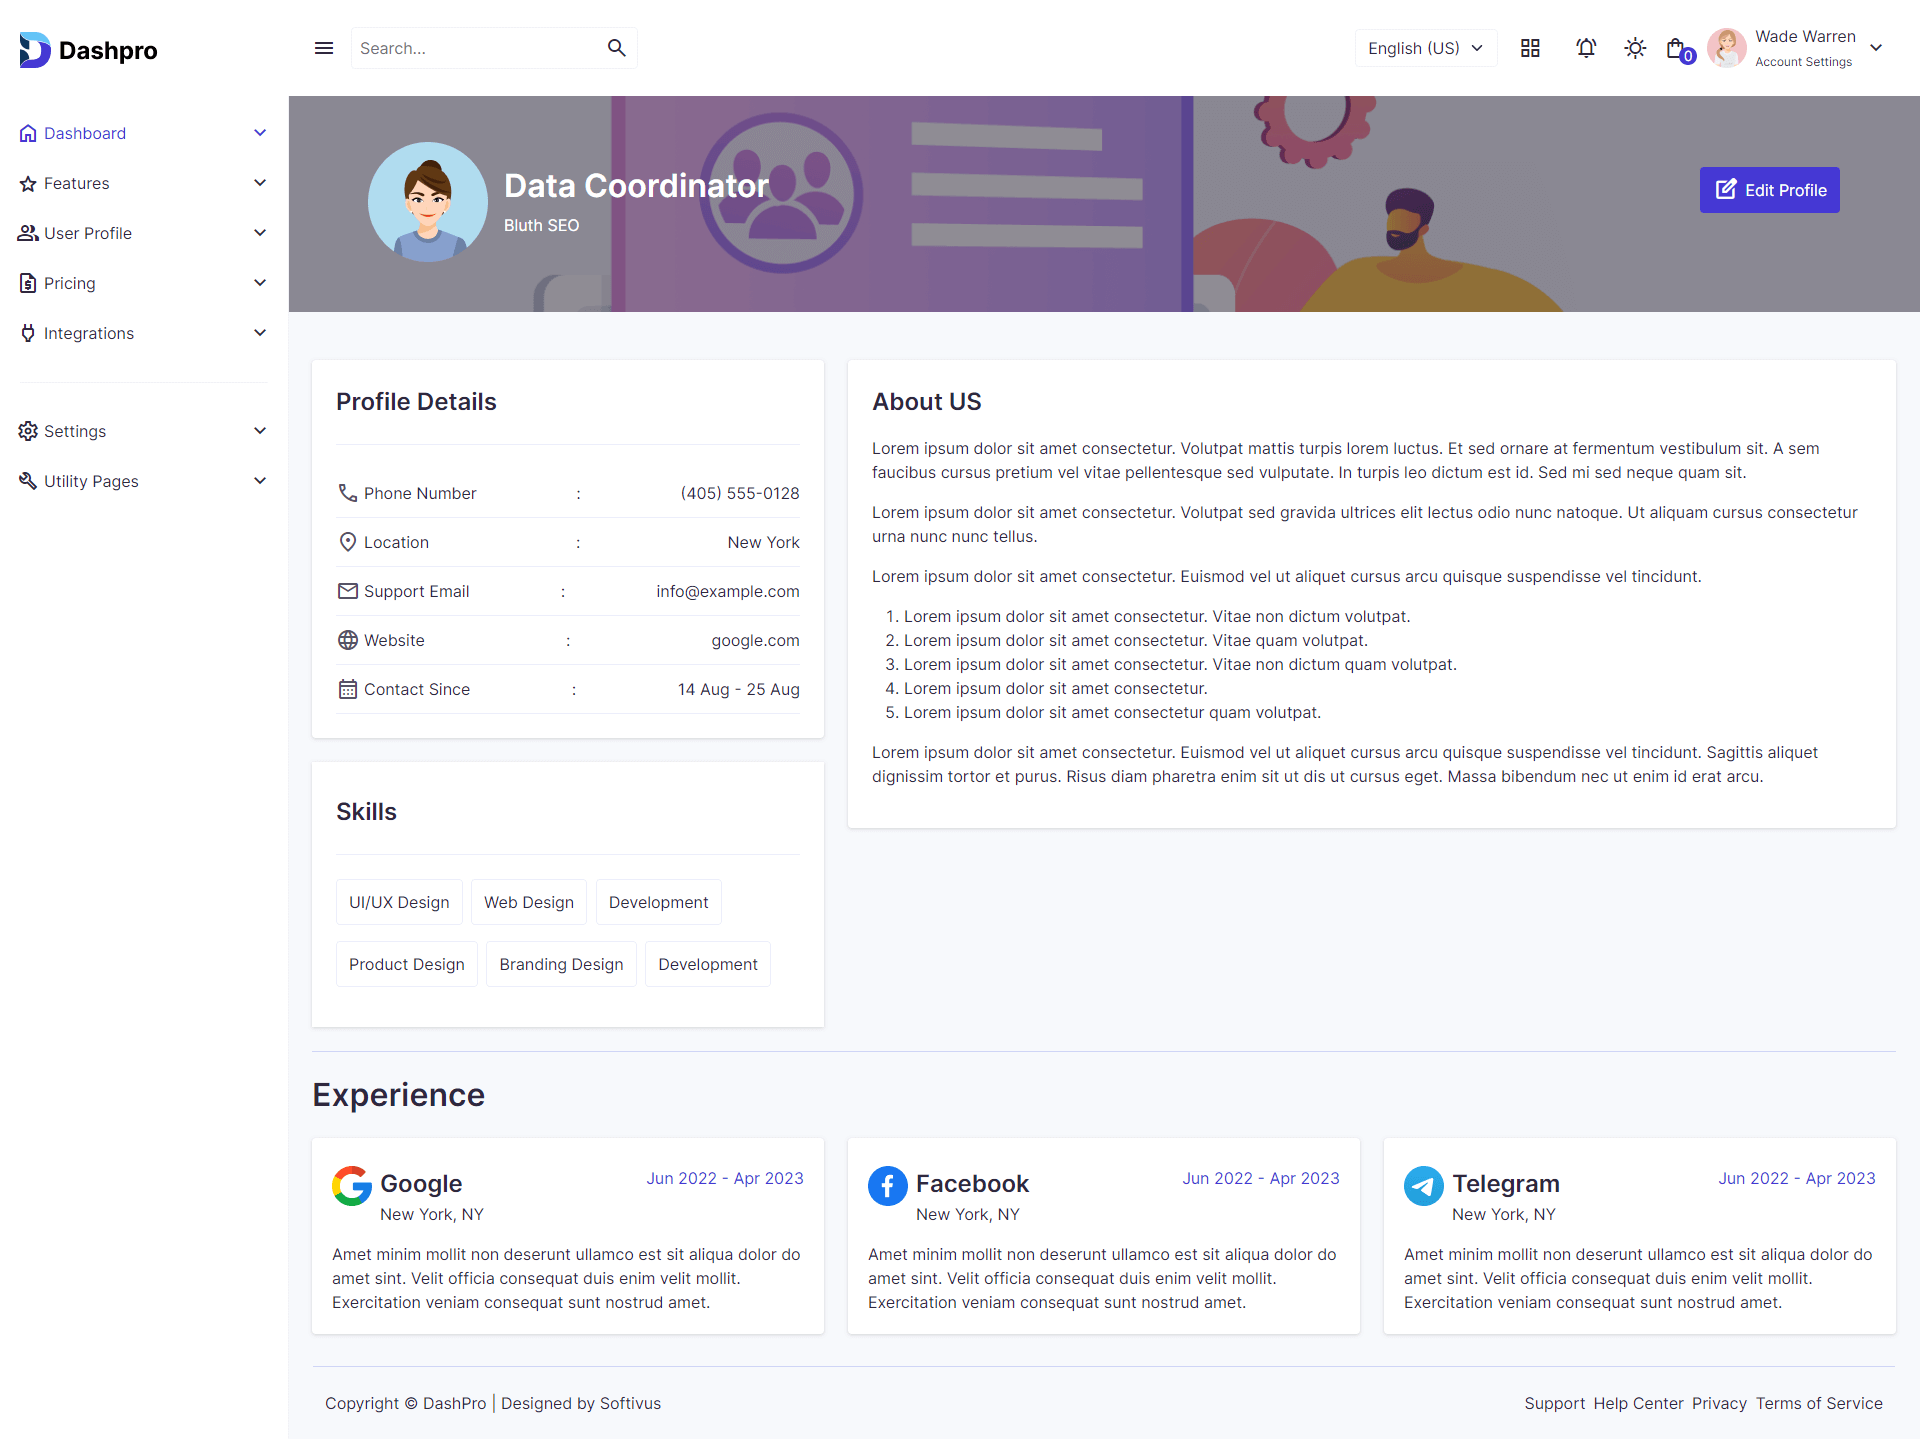 Dashpro
Search...
English (US)
0
Wade Warren
Account Settings
Dashboard
Features
User Profile
Pricing
Integrations
Settings
Utility Pages
Data Coordinator
Bluth SEO
Edit Profile
Profile Details
Phone Number : (405) 555-0128
Location : New York
Support Email : info@example.com
Website : google.com
Contact Since : 14 Aug - 25 Aug
Skills
UI/UX Design Web Design Development
Product Design Branding Design Development
About US
Lorem ipsum dolor sit amet consectetur. Volutpat mattis turpis lorem luctus. Et sed ornare at fermentum vestibulum sit. A sem
faucibus cursus pretium vel vitae pellentesque sed vulputate. In turpis leo dictum est id. Sed mi sed neque quam sit.
Lorem ipsum dolor sit amet consectetur. Volutpat sed gravida ultrices elit lectus odio nunc natoque. Ut aliquam cursus consectetur
urna nunc nunc tellus.
Lorem ipsum dolor sit amet consectetur. Euismod vel ut aliquet cursus arcu quisque suspendisse vel tincidunt.
1. Lorem ipsum dolor sit amet consectetur. Vitae non dictum volutpat.
2. Lorem ipsum dolor sit amet consectetur. Vitae quam volutpat.
3. Lorem ipsum dolor sit amet consectetur. Vitae non dictum quam volutpat.
4. Lorem ipsum dolor sit amet consectetur.
5. Lorem ipsum dolor sit amet consectetur quam volutpat.
Lorem ipsum dolor sit amet consectetur. Euismod vel ut aliquet cursus arcu quisque suspendisse vel tincidunt. Sagittis aliquet
dignissim tortor et purus. Risus diam pharetra enim sit ut dis ut cursus eget. Massa bibendum nec ut enim id erat arcu.
Experience
Google
Jun 2022 - Apr 2023
New York, NY
Amet minim mollit non deserunt ullamco est sit aliqua dolor do
amet sint. Velit officia consequat duis enim velit mollit.
Exercitation veniam consequat sunt nostrud amet.
Facebook
Jun 2022 - Apr 2023
New York, NY
Amet minim mollit non deserunt ullamco est sit aliqua dolor do
amet sint. Velit officia consequat duis enim velit mollit.
Exercitation veniam consequat sunt nostrud amet.
Telegram
Jun 2022 - Apr 2023
New York, NY
Amet minim mollit non deserunt ullamco est sit aliqua dolor do
amet sint. Velit officia consequat duis enim velit mollit.
Exercitation veniam consequat sunt nostrud amet.
Copyright © DashPro | Designed by Softivus
Support Help Center Privacy Terms of Service